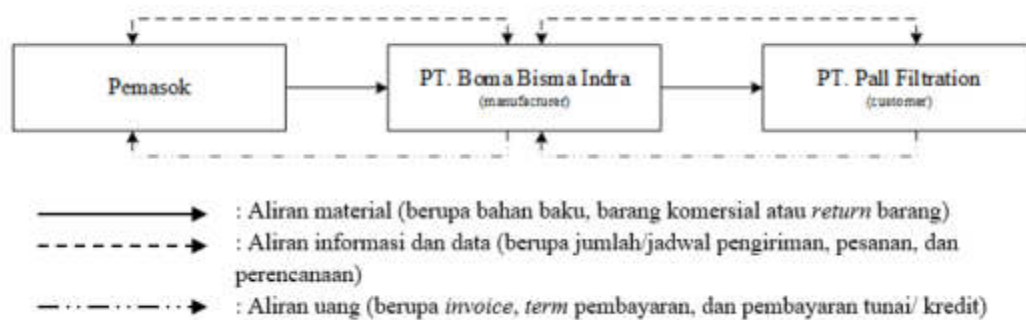 Pemasok
PT. Boma Bisma Indra
(manufacturer)
PT. Pall Filtration
(customer)
: Aliran material (berupa bahan baku, barang komersial atau return barang)
: Aliran informasi dan data (berupa jumlah/jadwal pengiriman, pesanan, dan
perencanaan)
: Aliran uang (berupa invoice, term pembayaran, dan pembayaran tunai/ kredit)